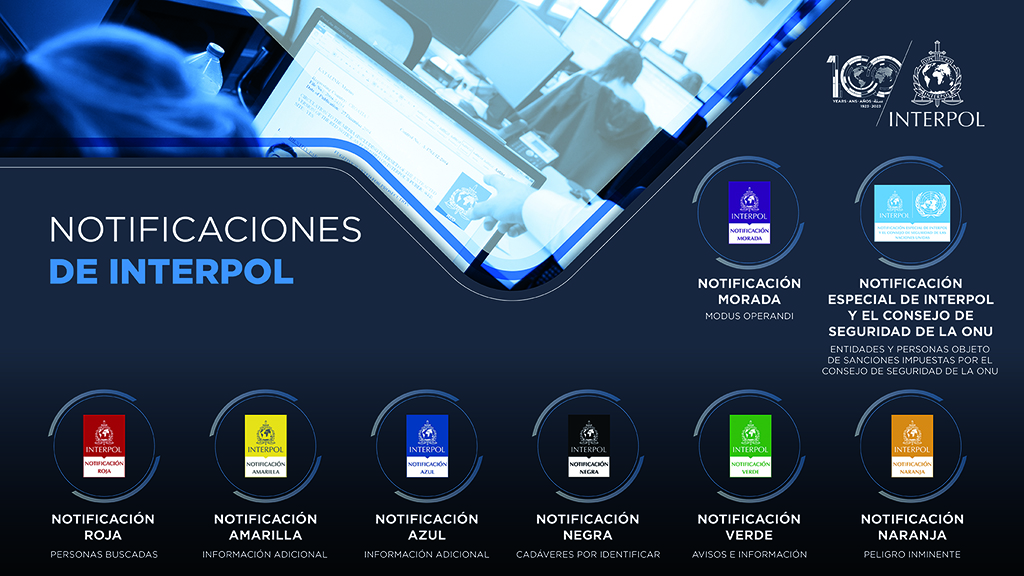 100
YEARS·ANS·AÑOS·سنة
1923-2023
INTERPOL
NOTIFICACIONES
DE INTERPOL
INTERPOL
NOTIFICACIÓN
MORADA
NOTIFICACIÓN
MORADA
MODUS OPERANDI
INTERPOL
NOTIFICACIÓN
ESPECIAL DE INTERPOL
Y EL CONSEJO DE
SEGURIDAD DE LA ONU
ENTIDADES Y PERSONAS OBJETO
DE SANCIONES IMPUESTAS POR EL
CONSEJO DE SEGURIDAD DE LA ONU
INTERPOL
NOTIFICACIÓN
ROJA
NOTIFICACIÓN
ROJA
PERSONAS BUSCADAS
INTERPOL
NOTIFICACIÓN
AMARILLA
NOTIFICACIÓN
AMARILLA
INFORMACIÓN ADICIONAL
INTERPOL
NOTIFICACIÓN
AZUL
NOTIFICACIÓN
AZUL
INFORMACIÓN ADICIONAL
INTERPOL
NOTIFICACIÓN
NEGRA
NOTIFICACIÓN
NEGRA
CADÁVERES POR IDENTIFICAR
INTERPOL
NOTIFICACIÓN
VERDE
NOTIFICACIÓN
VERDE
AVISOS E INFORMACIÓN
INTERPOL
NOTIFICACIÓN
NARANJA
NOTIFICACIÓN
NARANJA
PELIGRO INMINENTE